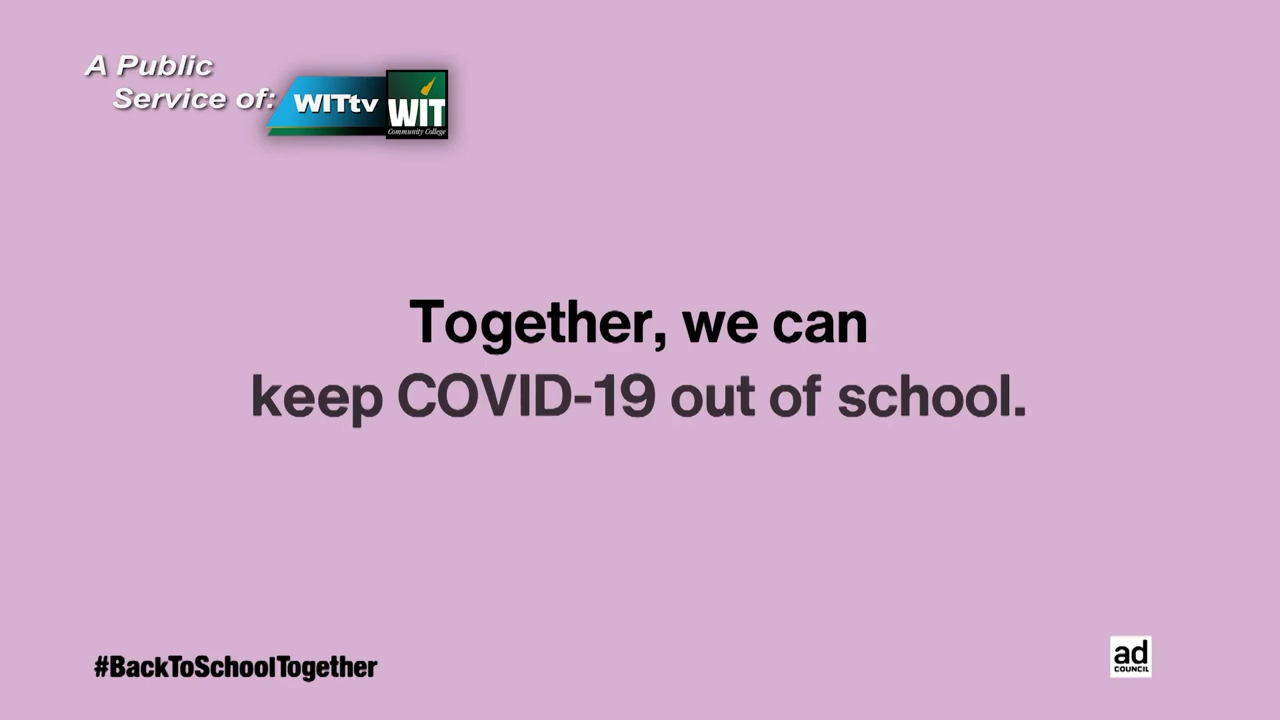 A Public
Service of:
WITtv
WIT
Community College
Together, we can
keep COVID-19 out of school.
#BackToSchoolTogether
ad
COUNCIL